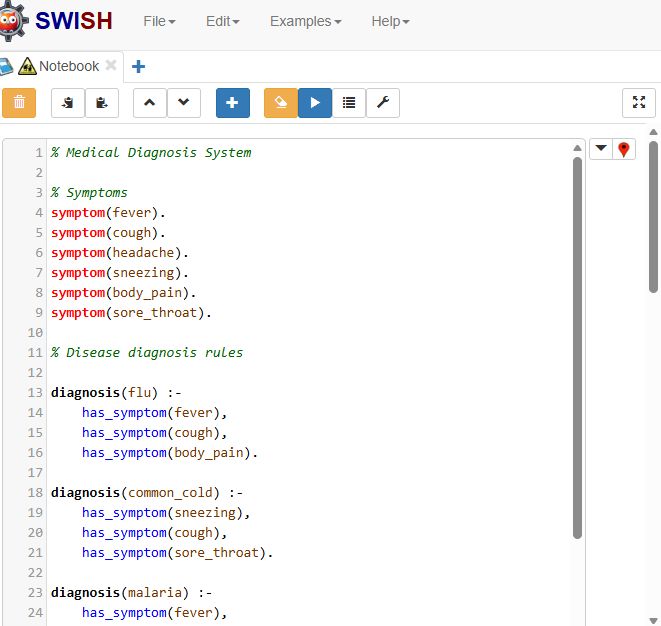 SWISH File Edit Examples Help
Notebook
1 % Medical Diagnosis System
2
3 % Symptoms
4 symptom(fever).
5 symptom(cough).
6 symptom(headache).
7 symptom(sneezing).
8 symptom(body_pain).
9 symptom(sore_throat).
10
11 % Disease diagnosis rules
12
13 diagnosis(flu) :-
14     has_symptom(fever),
15     has_symptom(cough),
16     has_symptom(body_pain).
17
18 diagnosis(common_cold) :-
19     has_symptom(sneezing),
20     has_symptom(cough),
21     has_symptom(sore_throat).
22
23 diagnosis(malaria) :-
24     has_symptom(fever),